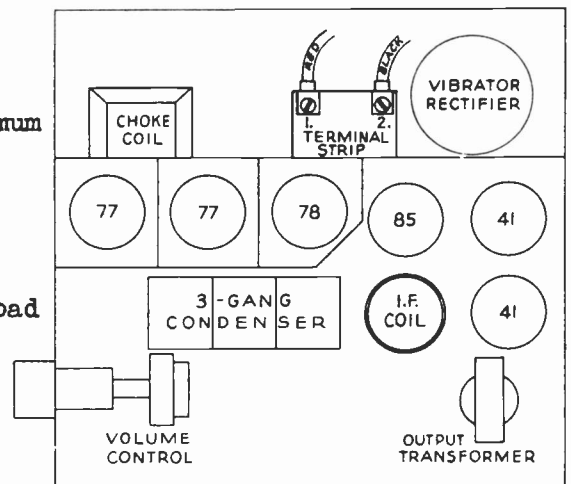 RED
BLACK
VIBRATOR
RECTIFIER
mum
CHOKE
COIL
1. 2.
TERMINAL
STRIP
77 77 78 85 41
oad
3-GANG
CONDENSER
I.F.
COIL
41
VOLUME
CONTROL
OUTPUT
TRANSFORMER